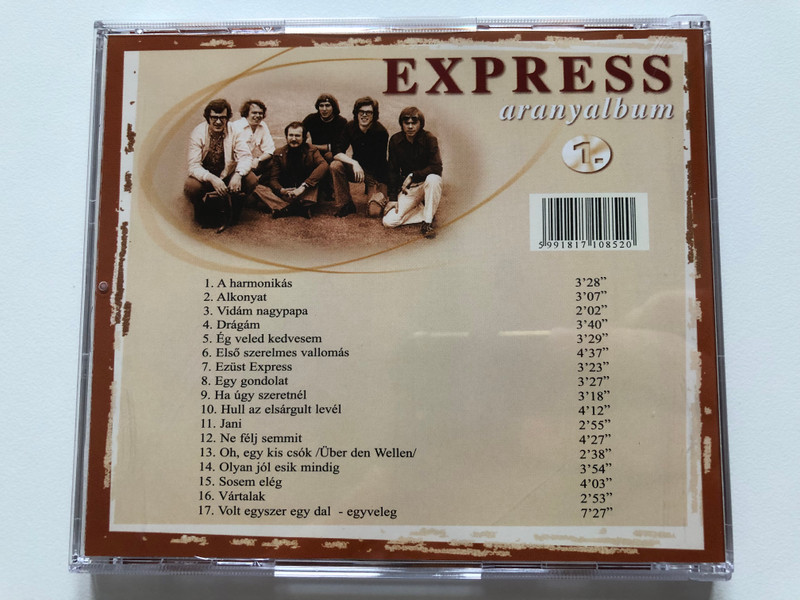 EXPRESS
aranyalbum
1.
5991817108520
1. A harmonikás 3’28”
2. Alkonyat 3’07”
3. Vidám nagypapa 2’02”
4. Drágám 3’40”
5. Ég veled kedvesem 3’29”
6. Első szerelmes vallomás 4’37”
7. Ezüst Express 3’23”
8. Egy gondolat 3’27”
9. Ha úgy szeretnél 3’18”
10. Hull az elsárgult levél 4’12”
11. Jani 2’55”
12. Ne félj semmit 4’27”
13. Oh, egy kis csók /Über den Wellen/ 2’38”
14. Olyan jól esik mindig 3’54”
15. Sosem elég 4’03”
16. Vártalak 2’53”
17. Volt egyszer egy dal - egyveleg 7’27”